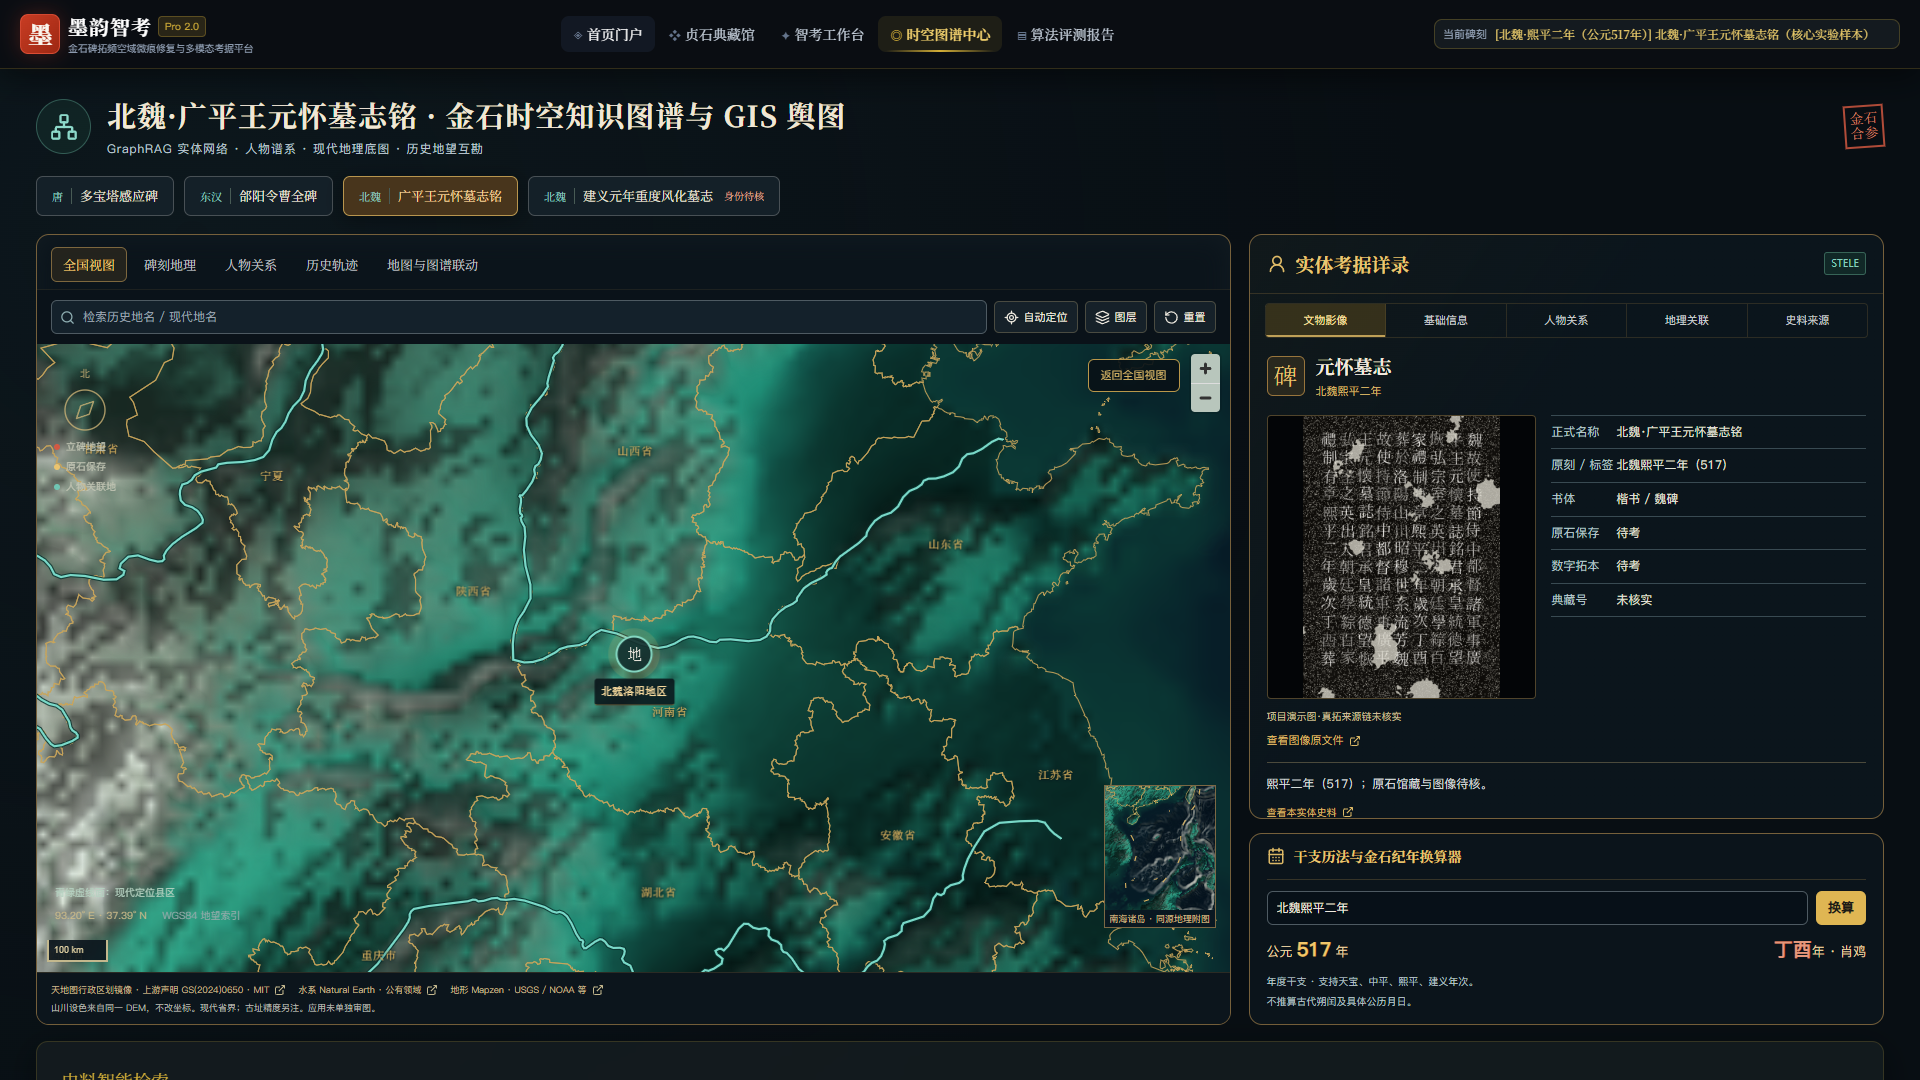 墨
墨韵智考 Pro 2.0
金石碑拓频空域微痕修复与多模态考据平台
首页门户
贞石典藏馆
智考工作台
时空图谱中心
算法评测报告
当前碑刻 [北魏·熙平二年（公元517年）] 北魏·广平王元怀墓志铭（核心实验样本）
北魏·广平王元怀墓志铭 · 金石时空知识图谱与 GIS 舆图
GraphRAG 实体网络 · 人物谱系 · 现代地理底图 · 历史地望互勘
金石
合参
唐 多宝塔感应碑
东汉 郃阳令曹全碑
北魏 广平王元怀墓志铭
北魏 建义元年重度风化墓志 身份待核
全国视图
碑刻地理
人物关系
历史轨迹
地图与图谱联动
检索历史地名 / 现代地名
自动定位
图层
重置
北
立碑地望
原石保存
人物关联地
返回全国视图
+
−
宁夏
山西省
陕西省
山东省
地
北魏洛阳地区
河南省
江苏省
安徽省
湖北省
重庆市
现代定位县区
93.20° E · 37.39° N WGS84 地望索引
100 km
南海诸岛 · 同源地理附图
天地图行政区划镜像 · 上游声明 GS(2024)0650 · MIT
水系 Natural Earth · 公有领域
地形 Mapzen · USGS / NOAA 等
山川设色来自同一 DEM，不改坐标。现代省界；古址精度另注。应用未单独审图。
实体考据详录
STELE
文物影像
基础信息
人物关系
地理关联
史料来源
碑
元怀墓志
北魏熙平二年
正式名称 北魏·广平王元怀墓志铭
原刻 / 标签 北魏熙平二年（517）
书体 楷书 / 魏碑
原石保存 待考
数字拓本 待考
典藏号 未核实
项目演示图·真拓来源链未核实
查看图像原文件
熙平二年（517）；原石馆藏与图像待核。
查看本实体史料
干支历法与金石纪年换算器
北魏熙平二年
换算
公元 517 年
丁酉年 · 肖鸡
年度干支 · 支持天宝、中平、熙平、建义年次。
不推算古代朔闰及具体公历月日。